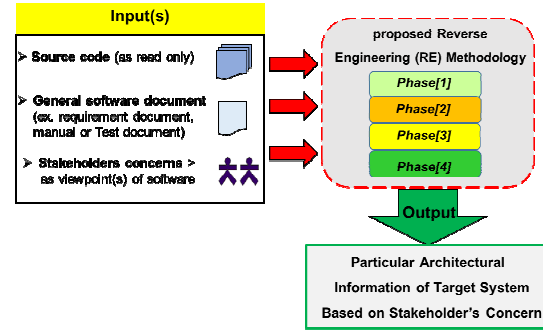 Input(s)
➤ Source code (as read only)
➤ General software document
(ex. requirement document,
manual or Test document)
➤ Stakeholders concerns >
as viewpoint(s) of software
proposed Reverse
Engineering (RE) Methodology
Phase[1]
Phase[2]
Phase[3]
Phase[4]
Output
Particular Architectural
Information of Target System
Based on Stakeholder's Concern